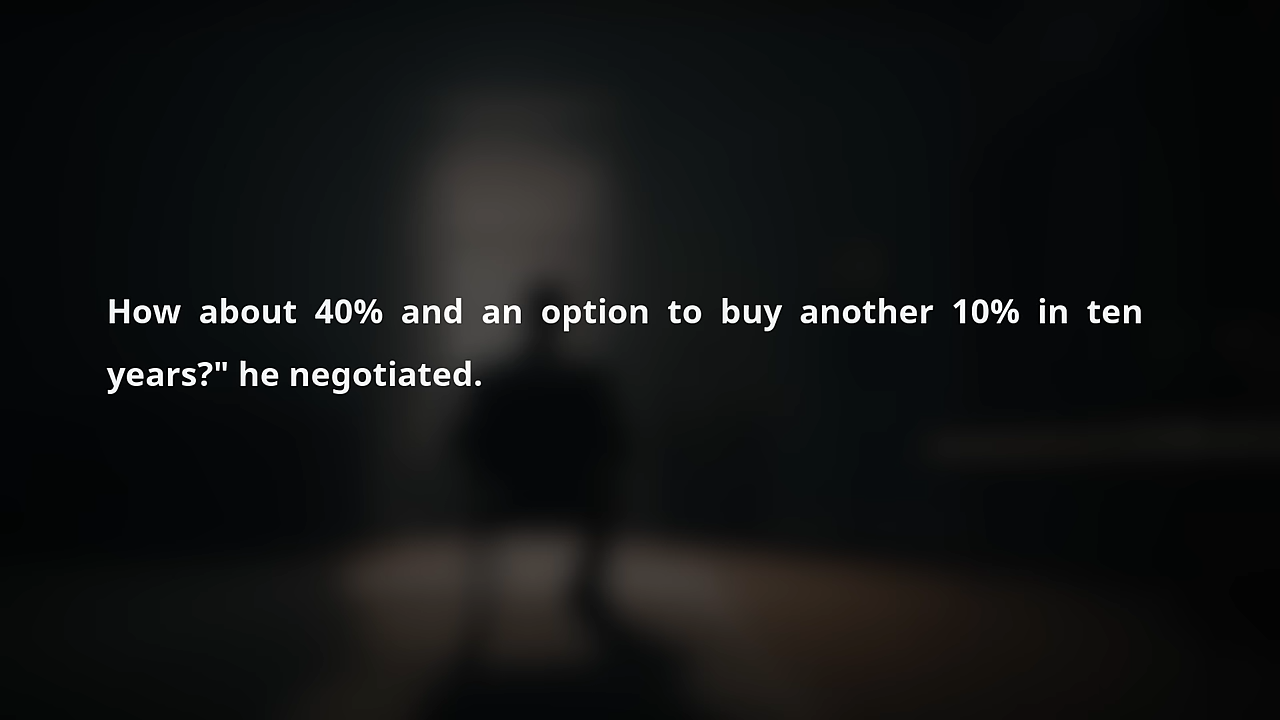 How about 40% and an option to buy another 10% in ten
years?" he negotiated.